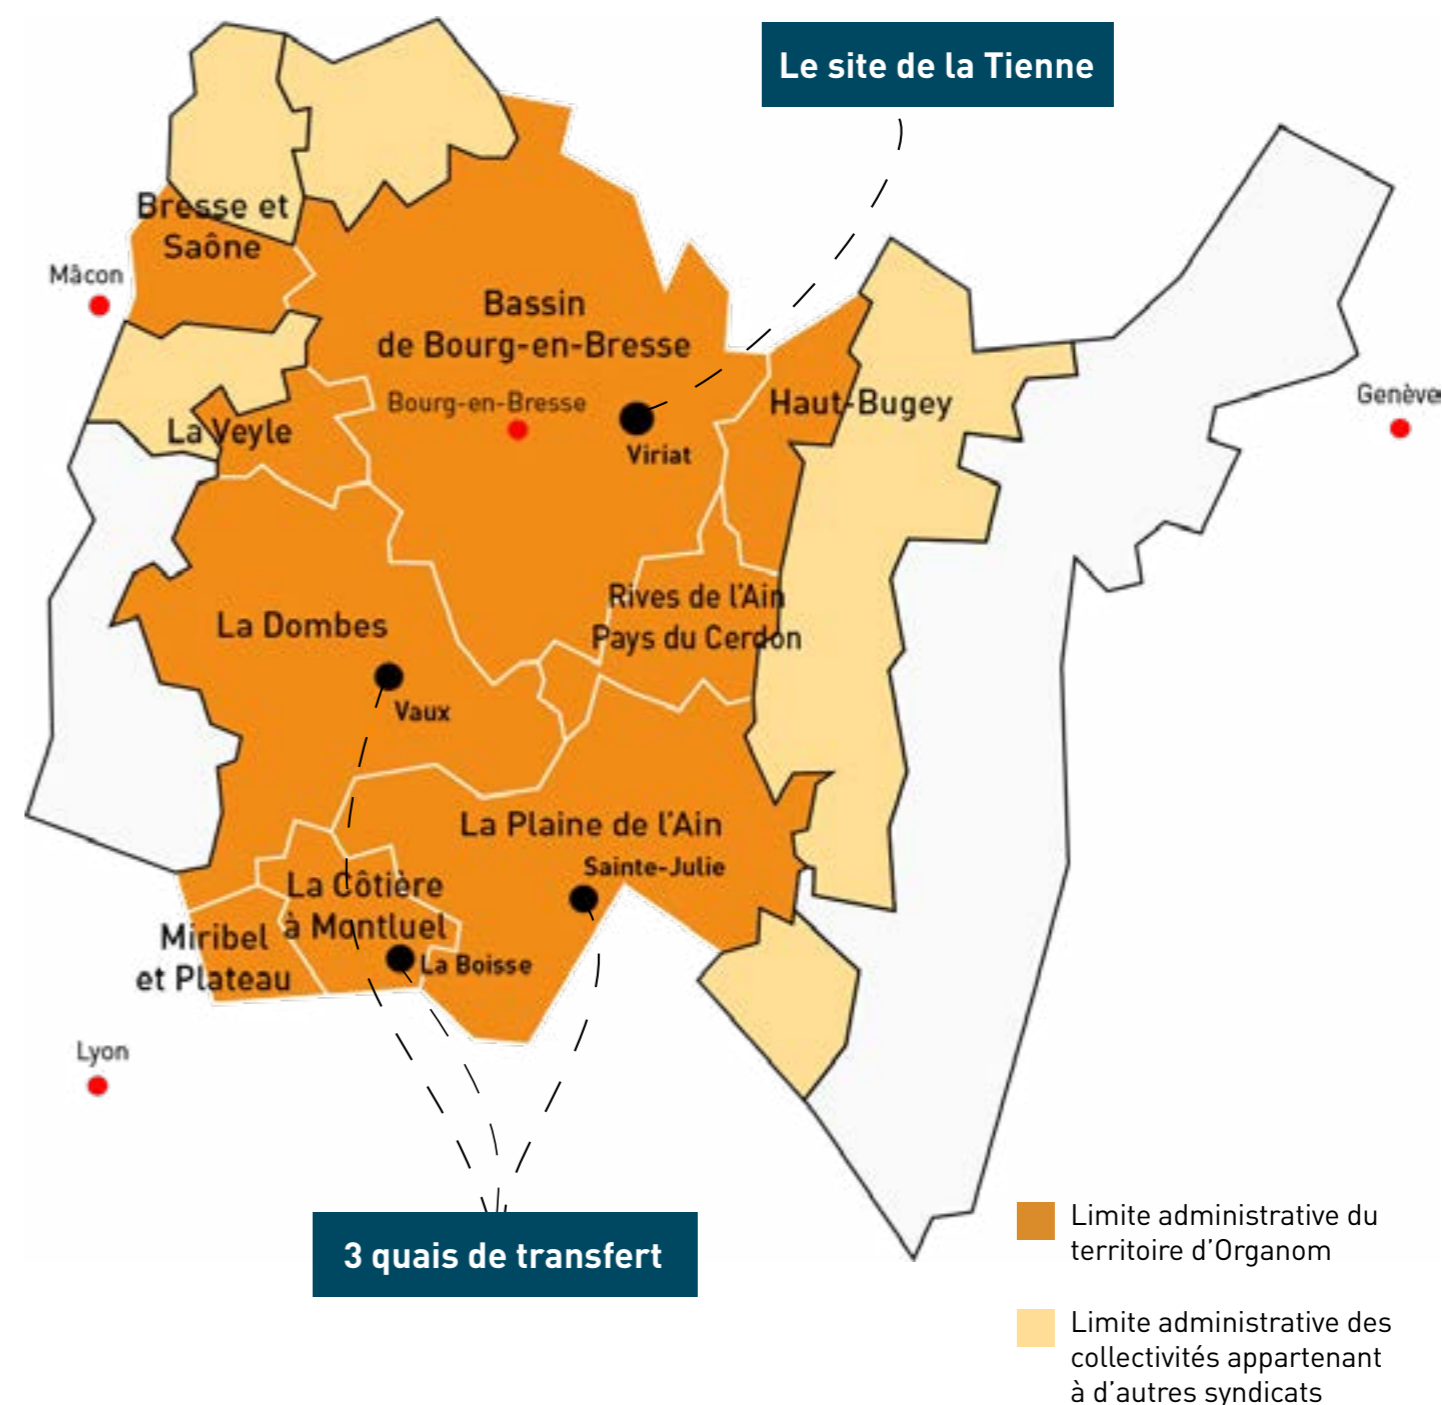 Le site de la Tienne
Bresse et
Saône
Mâcon
Bassin
de Bourg-en-Bresse
Bourg-en-Bresse
Viriat
Haut-Bugey
Genève
La Veyle
Rives de l'Ain
Pays du Cerdon
La Dombes
Vaux
La Plaine de l'Ain
Sainte-Julie
La Côtière
à Montluel
La Boisse
Miribel
et Plateau
Lyon
3 quais de transfert
Limite administrative du
territoire d'Organom
Limite administrative des
collectivités appartenant
à d'autres syndicats